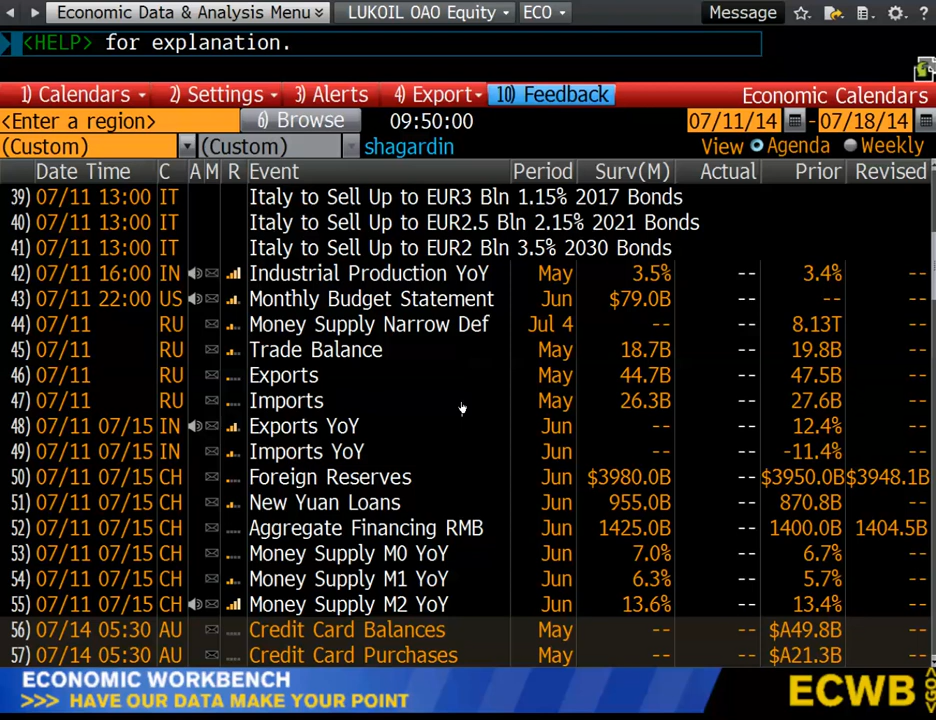 Economic Data & Analysis Menu LUKOIL OAO Equity ECO Message ?
<HELP> for explanation.
1) Calendars 2) Settings 3) Alerts 4) Export 10) Feedback Economic Calendars
<Enter a region> 6) Browse 09:50:00 07/11/14 - 07/18/14
(Custom) (Custom) shagardin View Agenda Weekly
Date Time C A M R Event Period Surv(M) Actual Prior Revised
39) 07/11 13:00 IT Italy to Sell Up to EUR3 Bln 1.15% 2017 Bonds
40) 07/11 13:00 IT Italy to Sell Up to EUR2.5 Bln 2.15% 2021 Bonds
41) 07/11 13:00 IT Italy to Sell Up to EUR2 Bln 3.5% 2030 Bonds
42) 07/11 16:00 IN Industrial Production YoY May 3.5% -- 3.4% --
43) 07/11 22:00 US Monthly Budget Statement Jun $79.0B -- -- --
44) 07/11 RU Money Supply Narrow Def Jul 4 -- -- 8.13T --
45) 07/11 RU Trade Balance May 18.7B -- 19.8B --
46) 07/11 RU Exports May 44.7B -- 47.5B --
47) 07/11 RU Imports May 26.3B -- 27.6B --
48) 07/11 07/15 IN Exports YoY Jun -- -- 12.4% --
49) 07/11 07/15 IN Imports YoY Jun -- -- -11.4% --
50) 07/11 07/15 CH Foreign Reserves Jun $3980.0B -- $3950.0B $3948.1B
51) 07/11 07/15 CH New Yuan Loans Jun 955.0B -- 870.8B --
52) 07/11 07/15 CH Aggregate Financing RMB Jun 1425.0B -- 1400.0B 1404.5B
53) 07/11 07/15 CH Money Supply M0 YoY Jun 7.0% -- 6.7% --
54) 07/11 07/15 CH Money Supply M1 YoY Jun 6.3% -- 5.7% --
55) 07/11 07/15 CH Money Supply M2 YoY Jun 13.6% -- 13.4% --
56) 07/14 05:30 AU Credit Card Balances May -- -- $A49.8B --
57) 07/14 05:30 AU Credit Card Purchases May -- -- $A21.3B --
ECONOMIC WORKBENCH
>>> HAVE OUR DATA MAKE YOUR POINT
ECWB <GO>